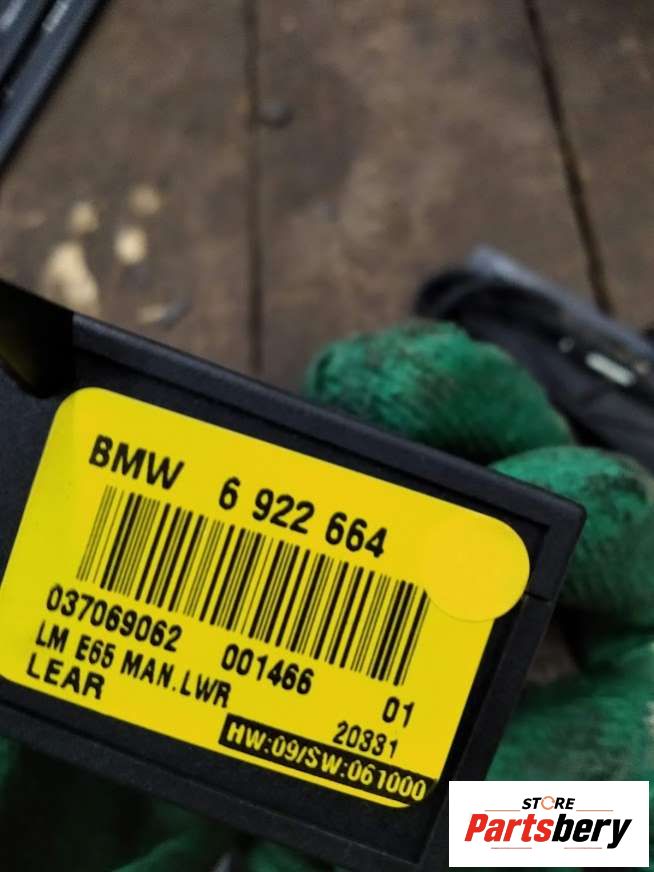 BMW 6 922 664
037069062 001466 01
LM E65 MAN.LWR
LEAR 20331
HW:09/SW:061000
STORE
Partsbery